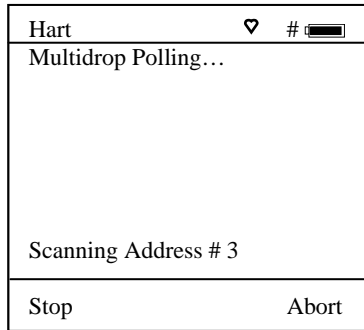 Hart ♡ #
Multidrop Polling…
Scanning Address # 3
Stop Abort